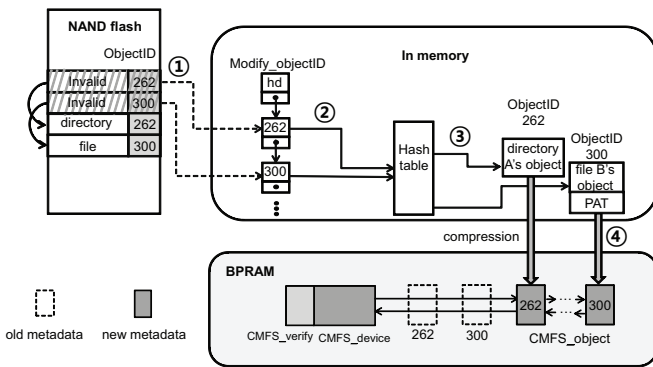 NAND flash
ObjectID
Invalid 262
Invalid 300
directory 262
file 300
①
In memory
Modify_objectID
hd
262
300
②
Hash
table
③
ObjectID
262
directory
A's object
ObjectID
300
file B's
object
PAT
compression
④
BPRAM
CMFS_verify
CMFS_device
262
300
262
300
CMFS_object
old metadata
new metadata